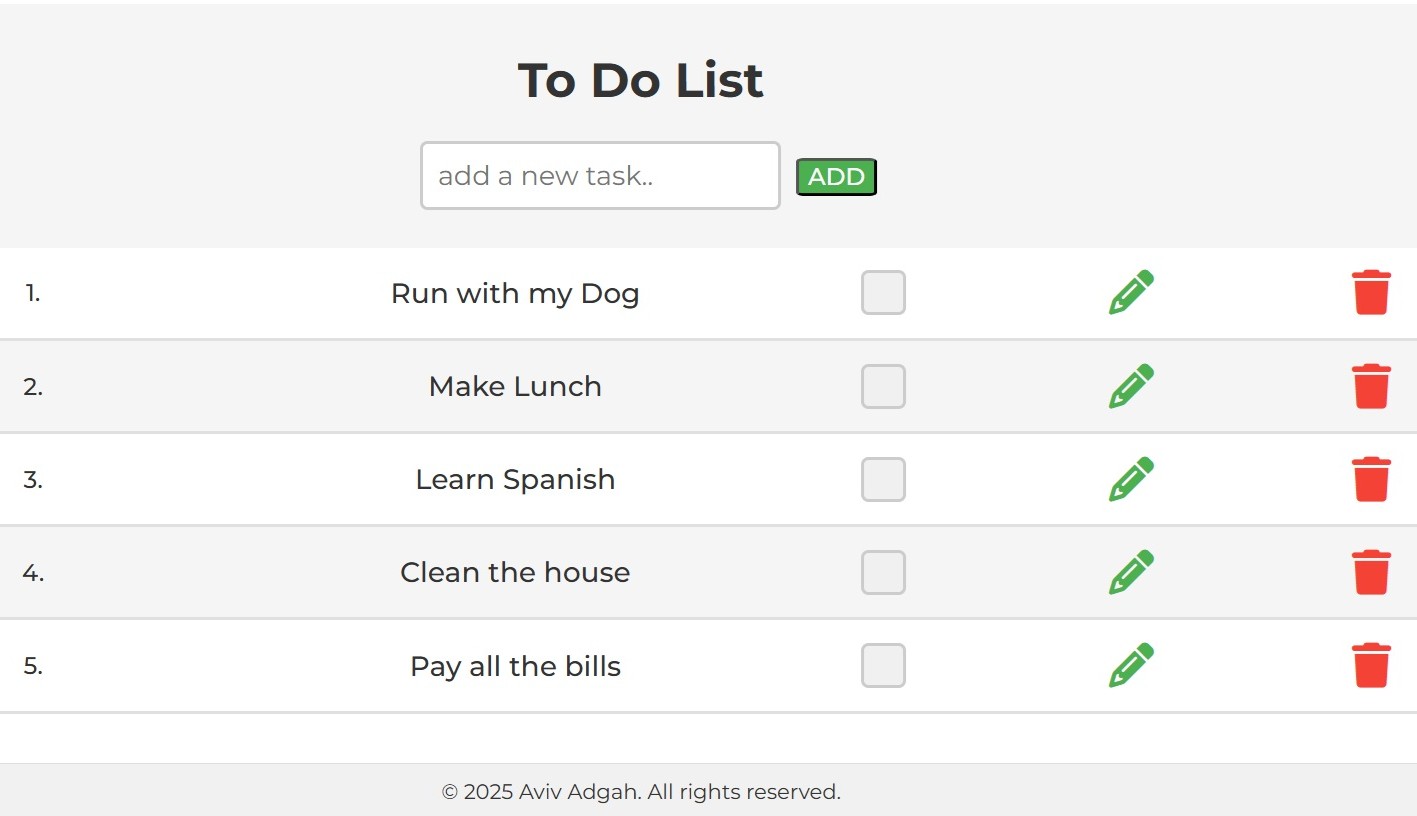 To Do List
add a new task..
ADD
1. Run with my Dog
2. Make Lunch
3. Learn Spanish
4. Clean the house
5. Pay all the bills
© 2025 Aviv Adgah. All rights reserved.